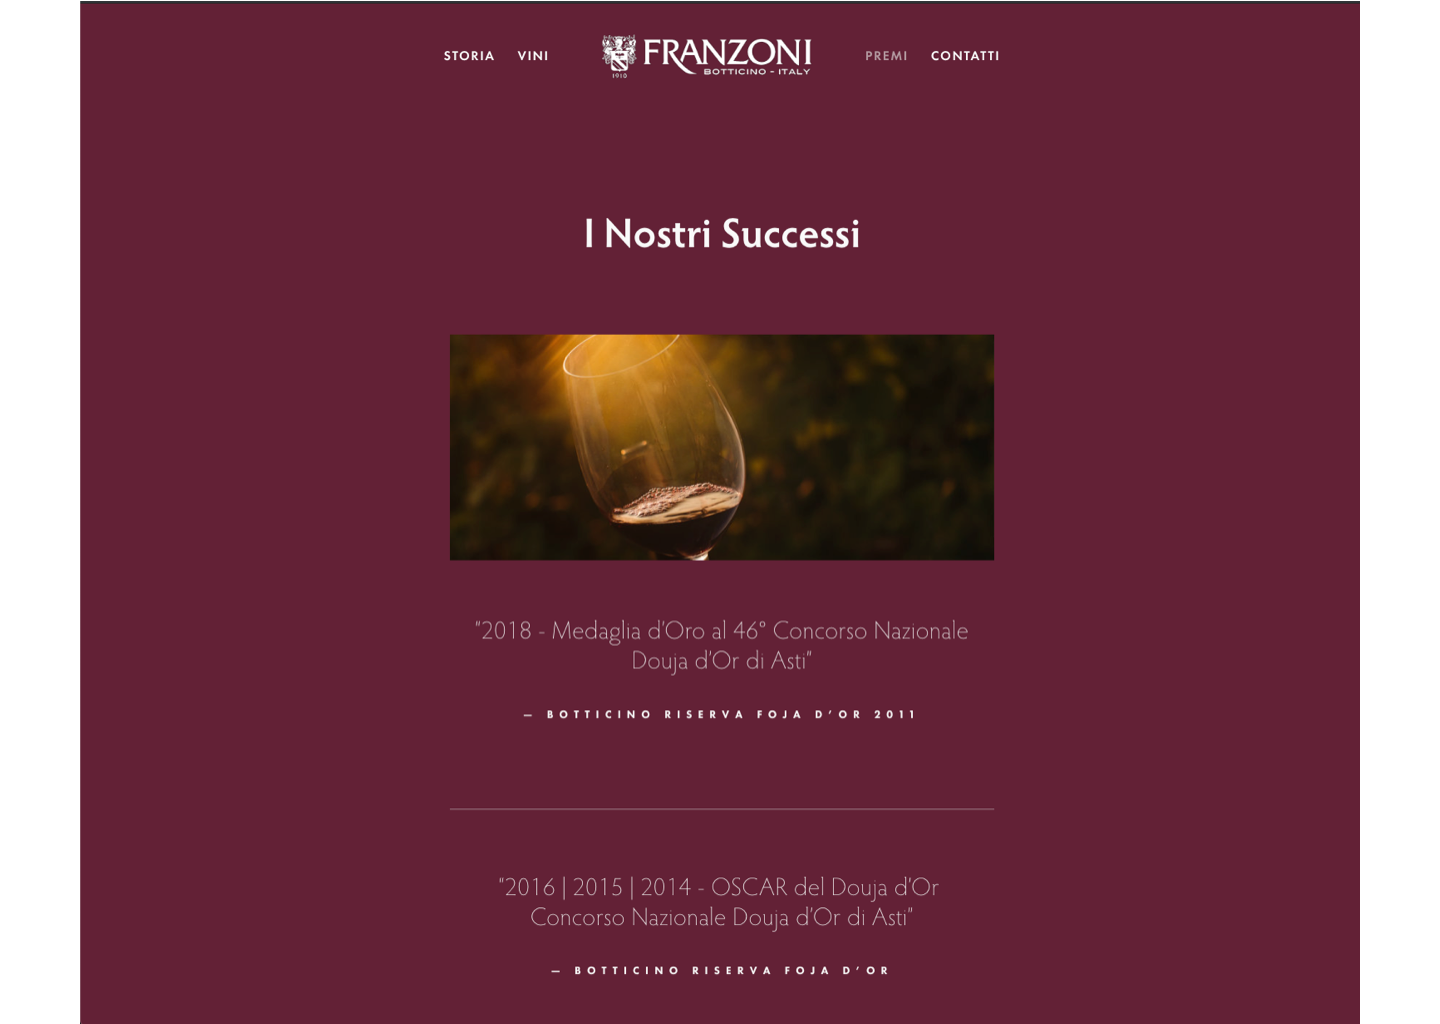 STORIA VINI FRANZONI PREMI CONTATTI
BOTTICINO - ITALY
1910
I Nostri Successi
"2018 - Medaglia d'Oro al 46° Concorso Nazionale
Douja d'Or di Asti"
— BOTTICINO RISERVA FOJA D'OR 2011
"2016 | 2015 | 2014 - OSCAR del Douja d'Or
Concorso Nazionale Douja d'Or di Asti"
— BOTTICINO RISERVA FOJA D'OR